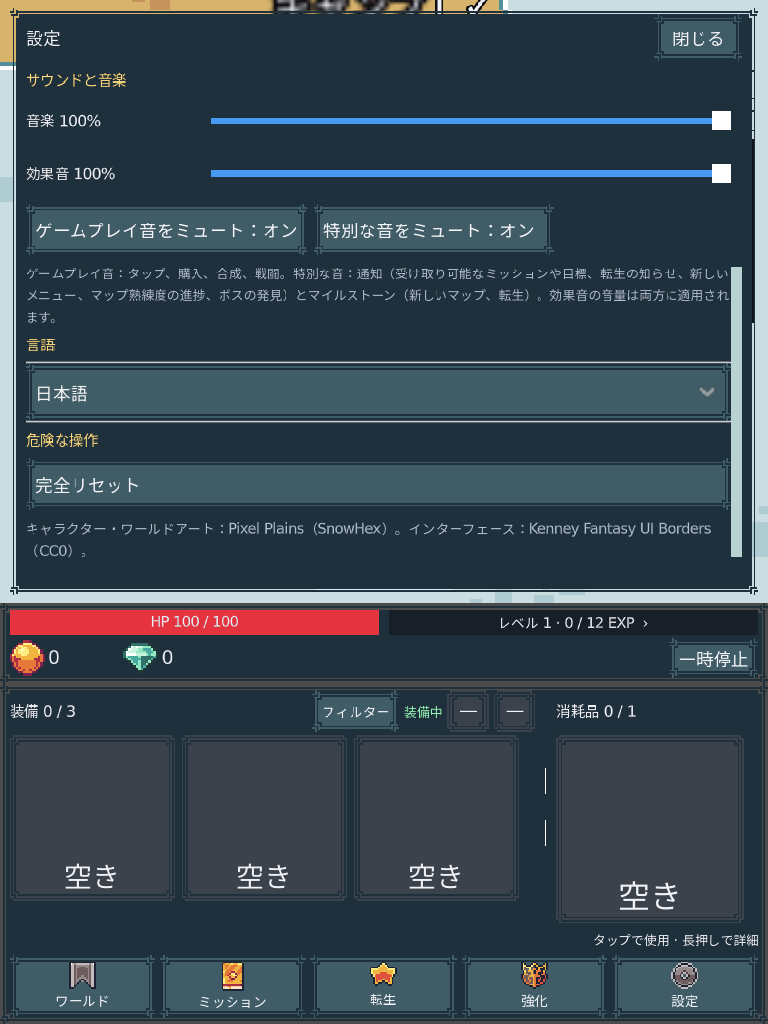 設定
閉じる
サウンドと音楽
音楽 100%
効果音 100%
ゲームプレイ音をミュート：オン
特別な音をミュート：オン
ゲームプレイ音：タップ、購入、合成、戦闘。特別な音：通知（受け取り可能なミッションや目標、転生の知らせ、新しい
メニュー、マップ熟練度の進捗、ボスの発見）とマイルストーン（新しいマップ、転生）。効果音の音量は両方に適用され
ます。
言語
日本語
危険な操作
完全リセット
キャラクター・ワールドアート：Pixel Plains（SnowHex）。インターフェース：Kenney Fantasy UI Borders
（CC0）。
HP 100 / 100
レベル 1 · 0 / 12 EXP ›
0
0
一時停止
装備 0 / 3
フィルター
装備中
—
—
消耗品 0 / 1
空き
空き
空き
空き
タップで使用・長押しで詳細
ワールド
ミッション
転生
強化
設定